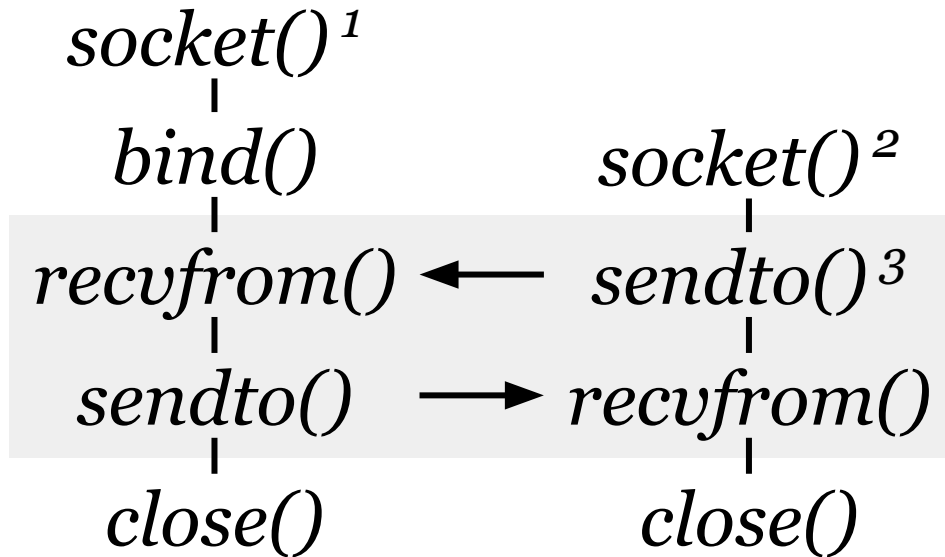 socket()¹
bind() socket()²
recvfrom() sendto()³
sendto() recvfrom()
close() close()